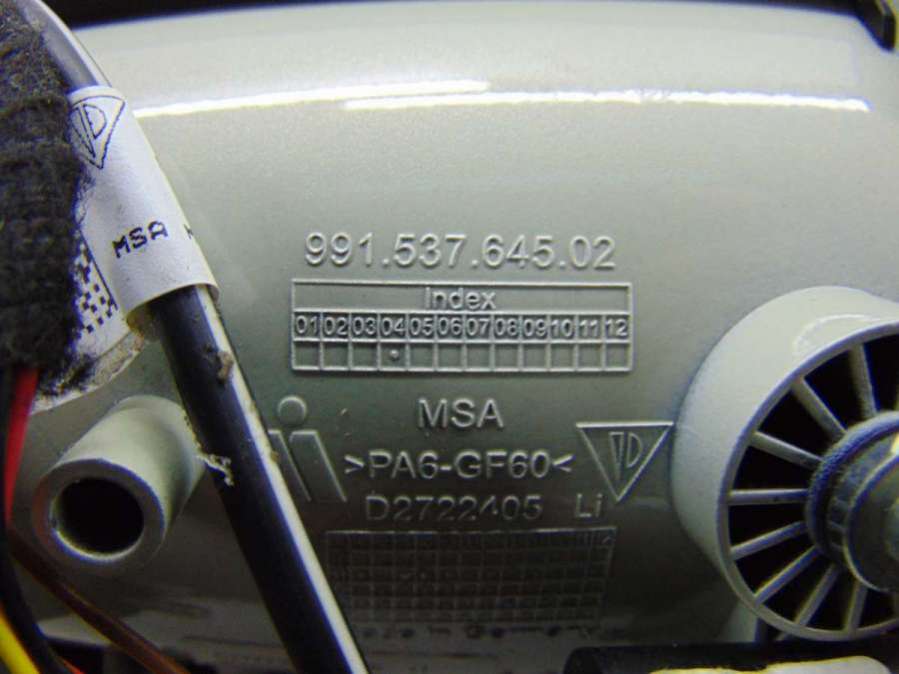 MSA
991.537.645.02
Index
01 02 03 04 05 06 07 08 09 10 11 12
MSA
>PA6-GF60<
D2722405 Li